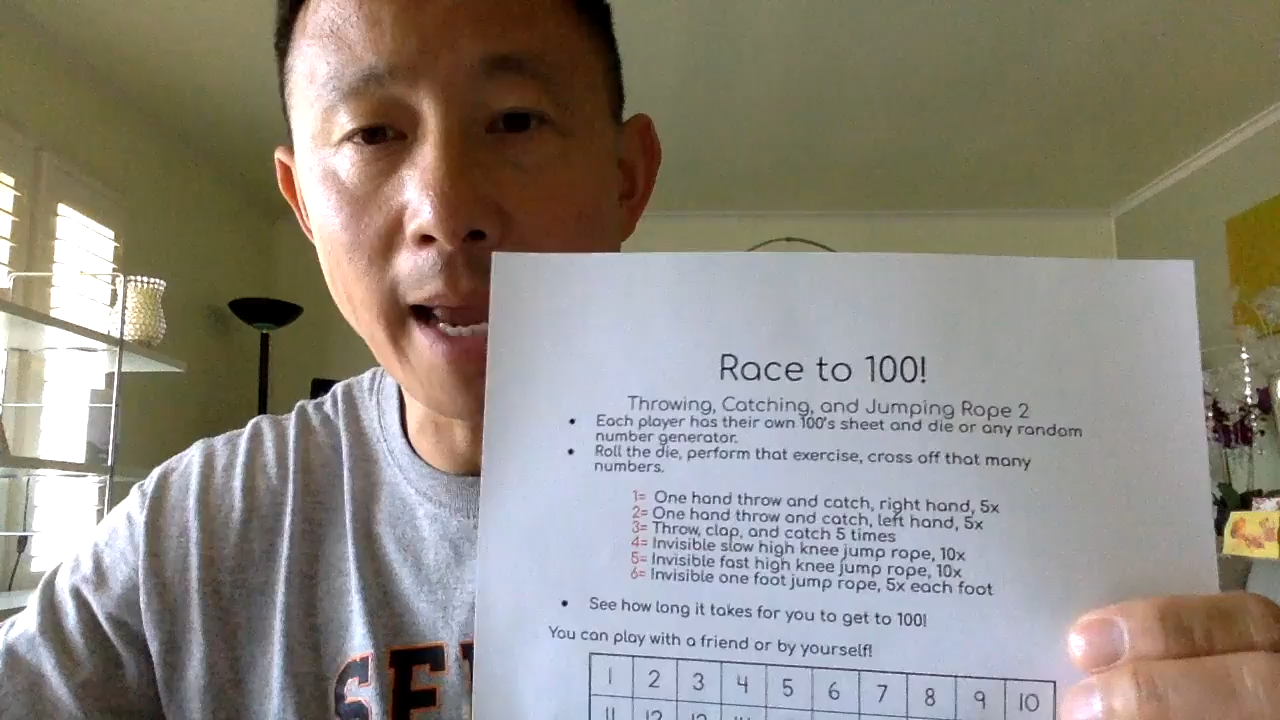 Race to 100!
Throwing, Catching, and Jumping Rope 2
• Each player has their own 100's sheet and die or any random
number generator.
• Roll the die, perform that exercise, cross off that many
numbers.
1= One hand throw and catch, right hand, 5x
2= One hand throw and catch, left hand, 5x
3= Throw, clap, and catch 5 times
4= Invisible slow high knee jump rope, 10x
5= Invisible fast high knee jump rope, 10x
6= Invisible one foot jump rope, 5x each foot
• See how long it takes for you to get to 100!
You can play with a friend or by yourself!
1 2 3 4 5 6 7 8 9 10
11 12 13